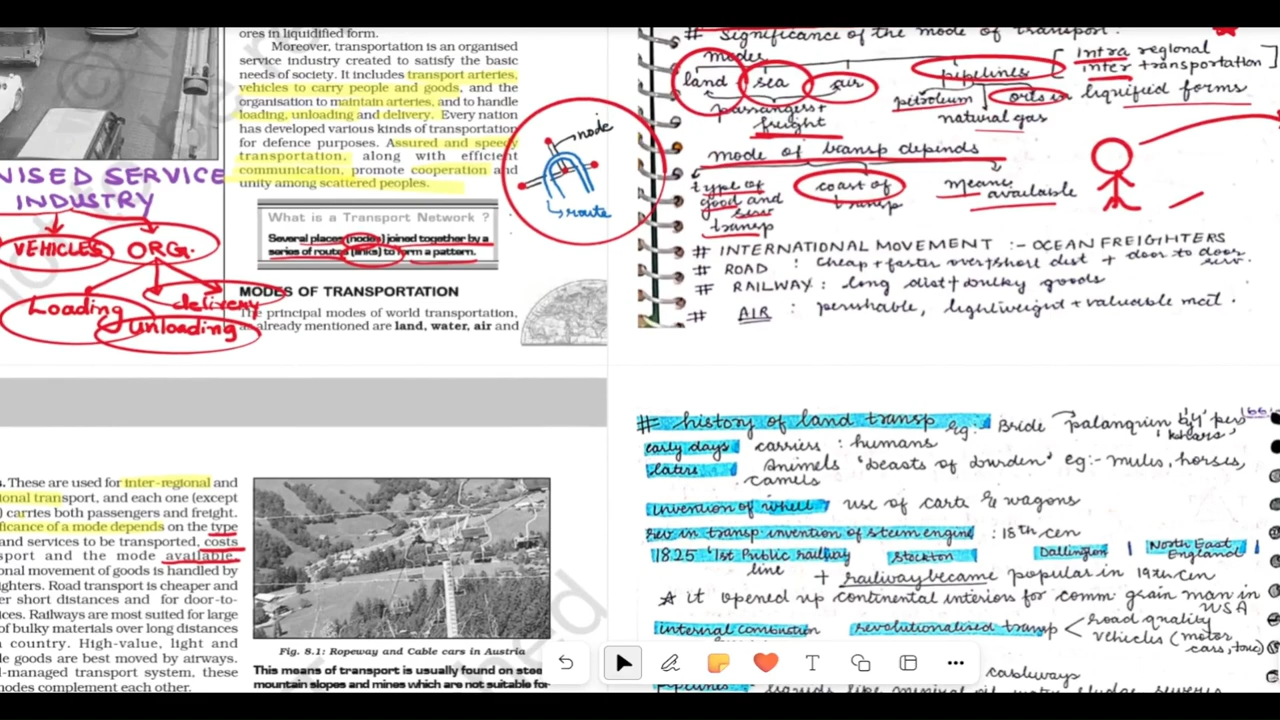 ores in liquidified form.
Moreover, transportation is an organised
service industry created to satisfy the basic
needs of society. It includes transport arteries,
vehicles to carry people and goods, and the
organisation to maintain arteries, and to handle
loading, unloading and delivery. Every nation
has developed various kinds of transportation
for defence purposes. Assured and speedy
transportation, along with efficient
communication, promote cooperation and
unity among scattered peoples.
What is a Transport Network ?
Several places (nodes) joined together by a
series of routes (links) to form a pattern.
MODES OF TRANSPORTATION
The principal modes of world transportation,
as already mentioned are land, water, air and
NISED SERVICE
INDUSTRY
VEHICLES ORG.
Loading delivery
unloading
node
route
# Significance of the mode of transport.
modes
land sea air pipelines [intra regional
inter + transportation]
passangers + freight
petroleum natural gas ores in liquified forms
mode of transp depends
type of good and serv transp
coast of transp
means available
# INTERNATIONAL MOVEMENT :- OCEAN FREIGHTERS
# ROAD : cheap + faster over short dist + door to door serv.
# RAILWAY : long dist + bulky goods
# AIR : perishable, lightweight + valuable mat.
s. These are used for inter-regional and
ional transport, and each one (except
) carries both passengers and freight.
ficance of a mode depends on the type
and services to be transported, costs
sport and the mode available.
onal movement of goods is handled by
ighters. Road transport is cheaper and
er short distances and for door-to-
ices. Railways are most suited for large
of bulky materials over long distances
country. High-value, light and
le goods are best moved by airways.
l-managed transport system, these
nodes complement each other.
Fig. 8.1: Ropeway and Cable cars in Austria
This means of transport is usually found on stee
mountain slopes and mines which are not suitable for
# history of land transp eg:- Bride palanquin by pers
early days carriers : humans
laters animels 'beasts of burden' eg:- mules, horses,
camels
invention of wheel use of carts & wagons
rev in transp invention of steam engine : 18th cen
1825 '1st Public railway line Stockton Dallington North East England
+ railway became popular in 19th cen
it opened up continental interiors for comm grain man in USA
internal combustion revolutionalised transp < road quality
vehicles (motor cars,
cableways
T